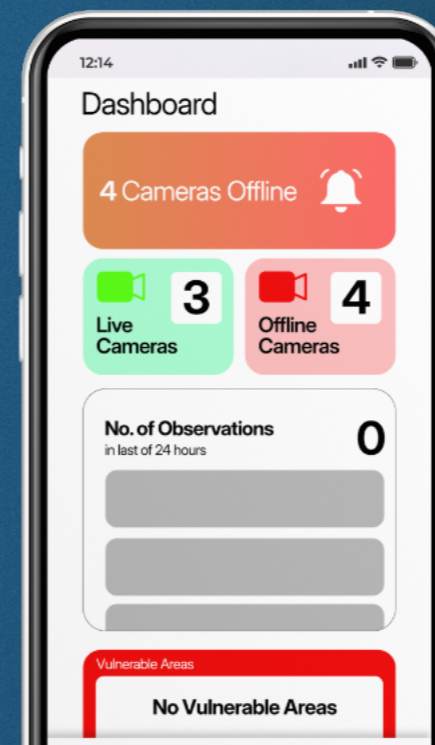 12:14
Dashboard
4 Cameras Offline
3
Live
Cameras
4
Offline
Cameras
No. of Observations
in last of 24 hours
0
Vulnerable Areas
No Vulnerable Areas